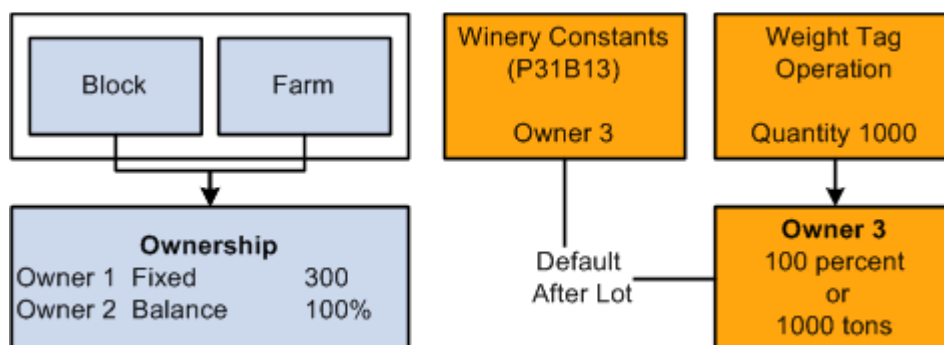 Block
Farm
Winery Constants
(P31B13)
Owner 3
Weight Tag
Operation
Quantity 1000
Ownership
Owner 1 Fixed 300
Owner 2 Balance 100%
Default
After Lot
Owner 3
100 percent
or
1000 tons